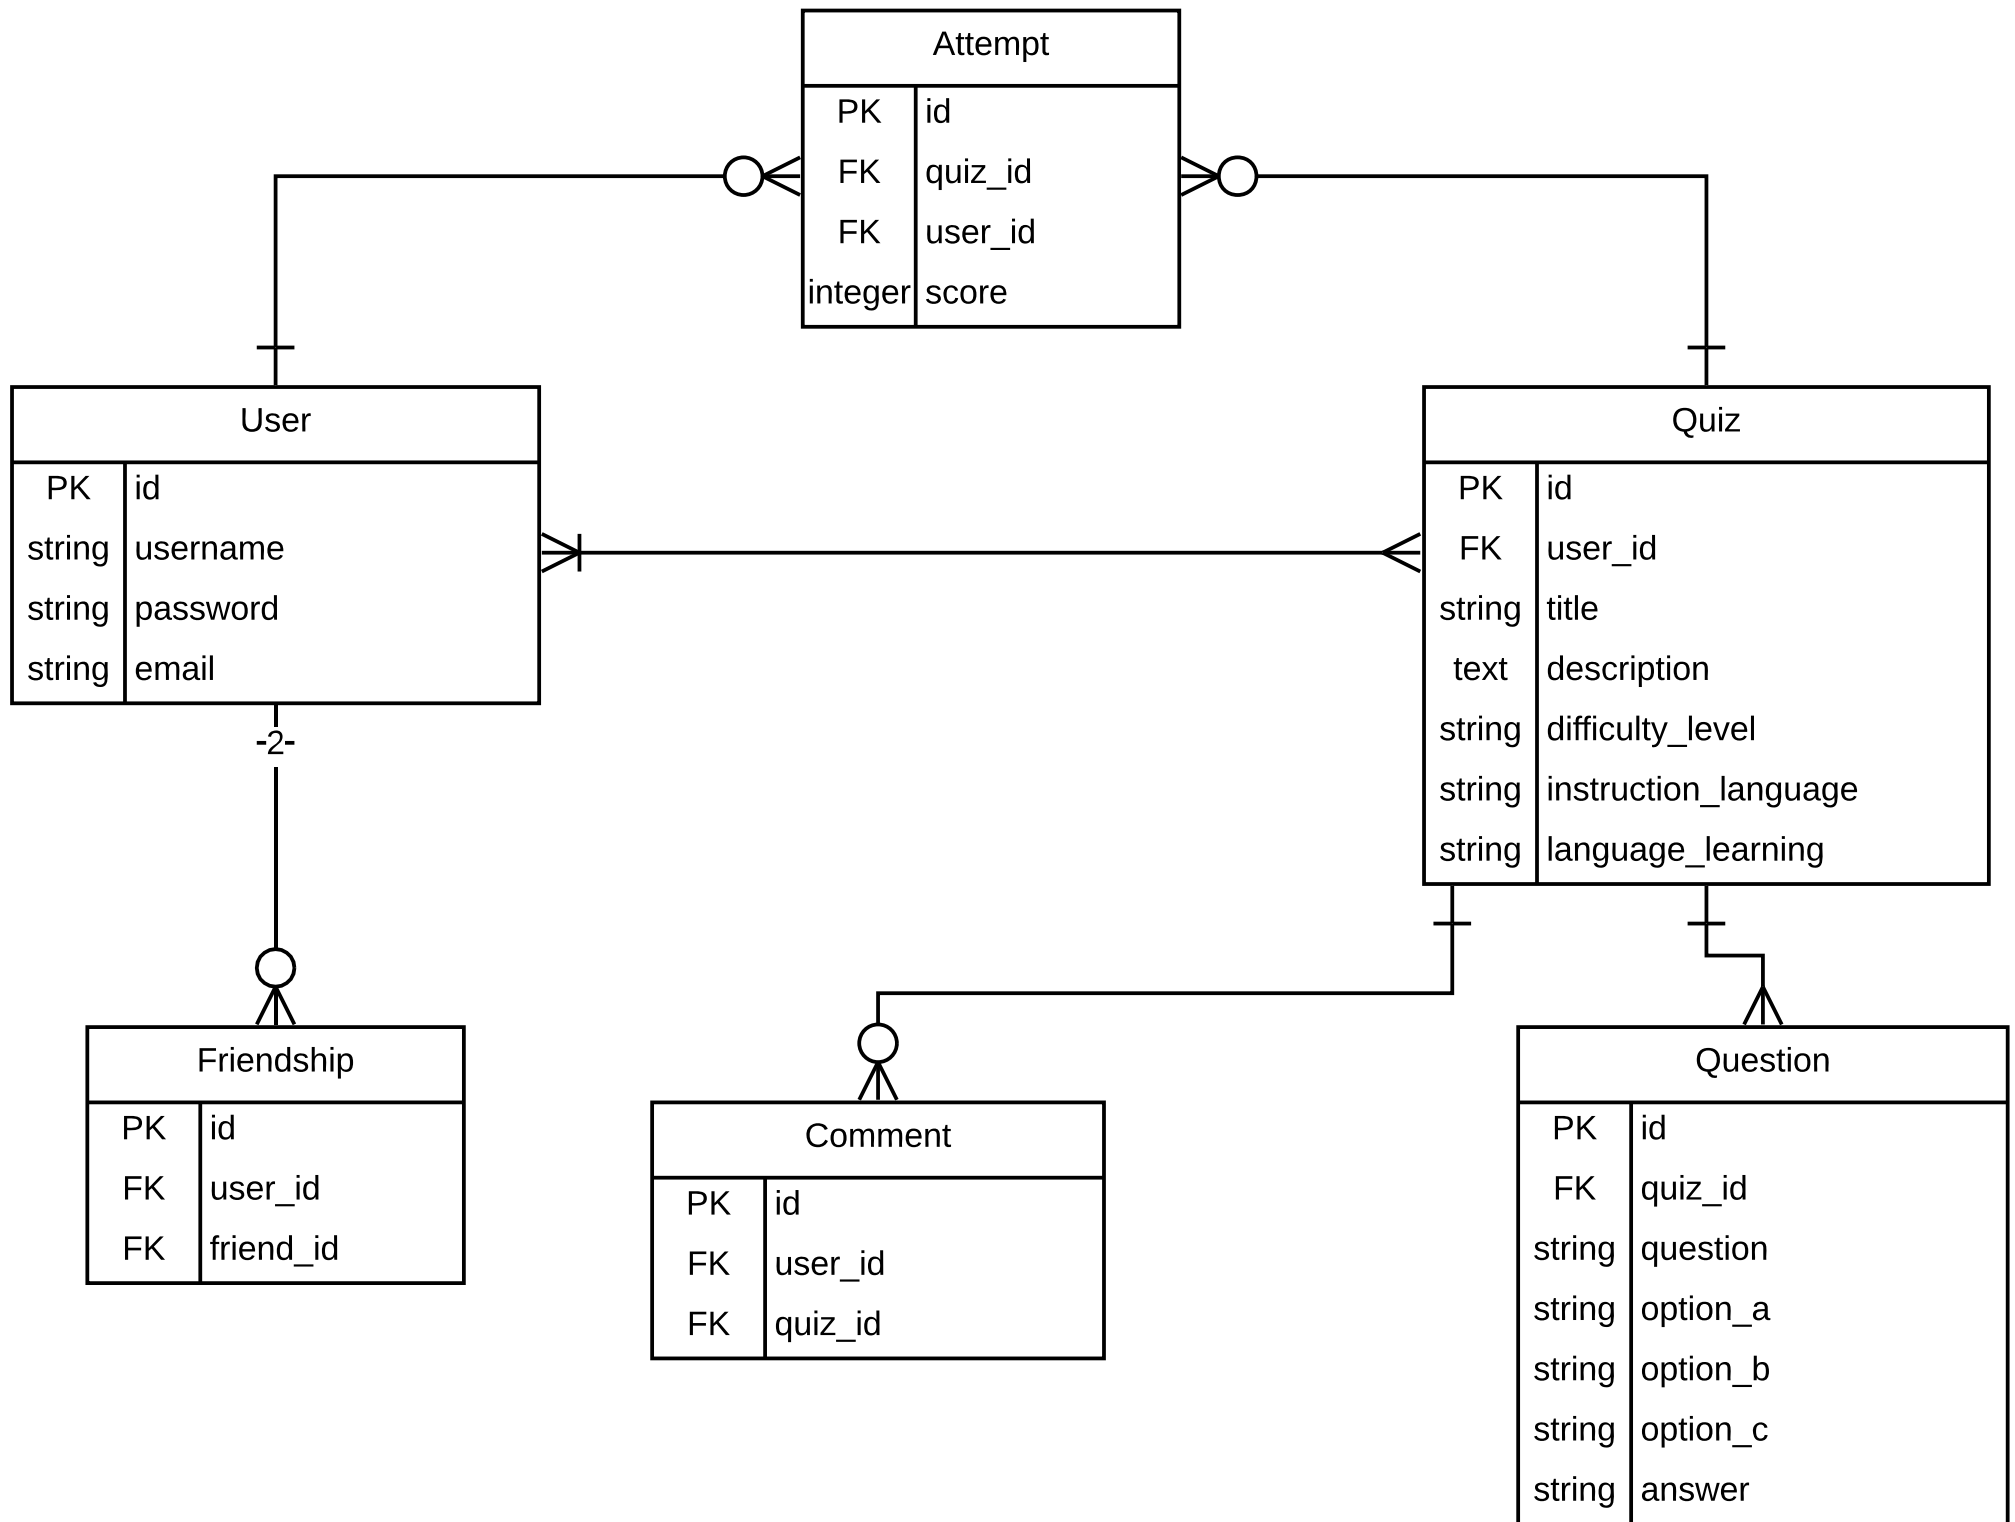 Attempt
PK id
FK quiz_id
FK user_id
integer score
User
PK id
string username
string password
string email
-2-
Quiz
PK id
FK user_id
string title
text description
string difficulty_level
string instruction_language
string language_learning
Friendship
PK id
FK user_id
FK friend_id
Comment
PK id
FK user_id
FK quiz_id
Question
PK id
FK quiz_id
string question
string option_a
string option_b
string option_c
string answer